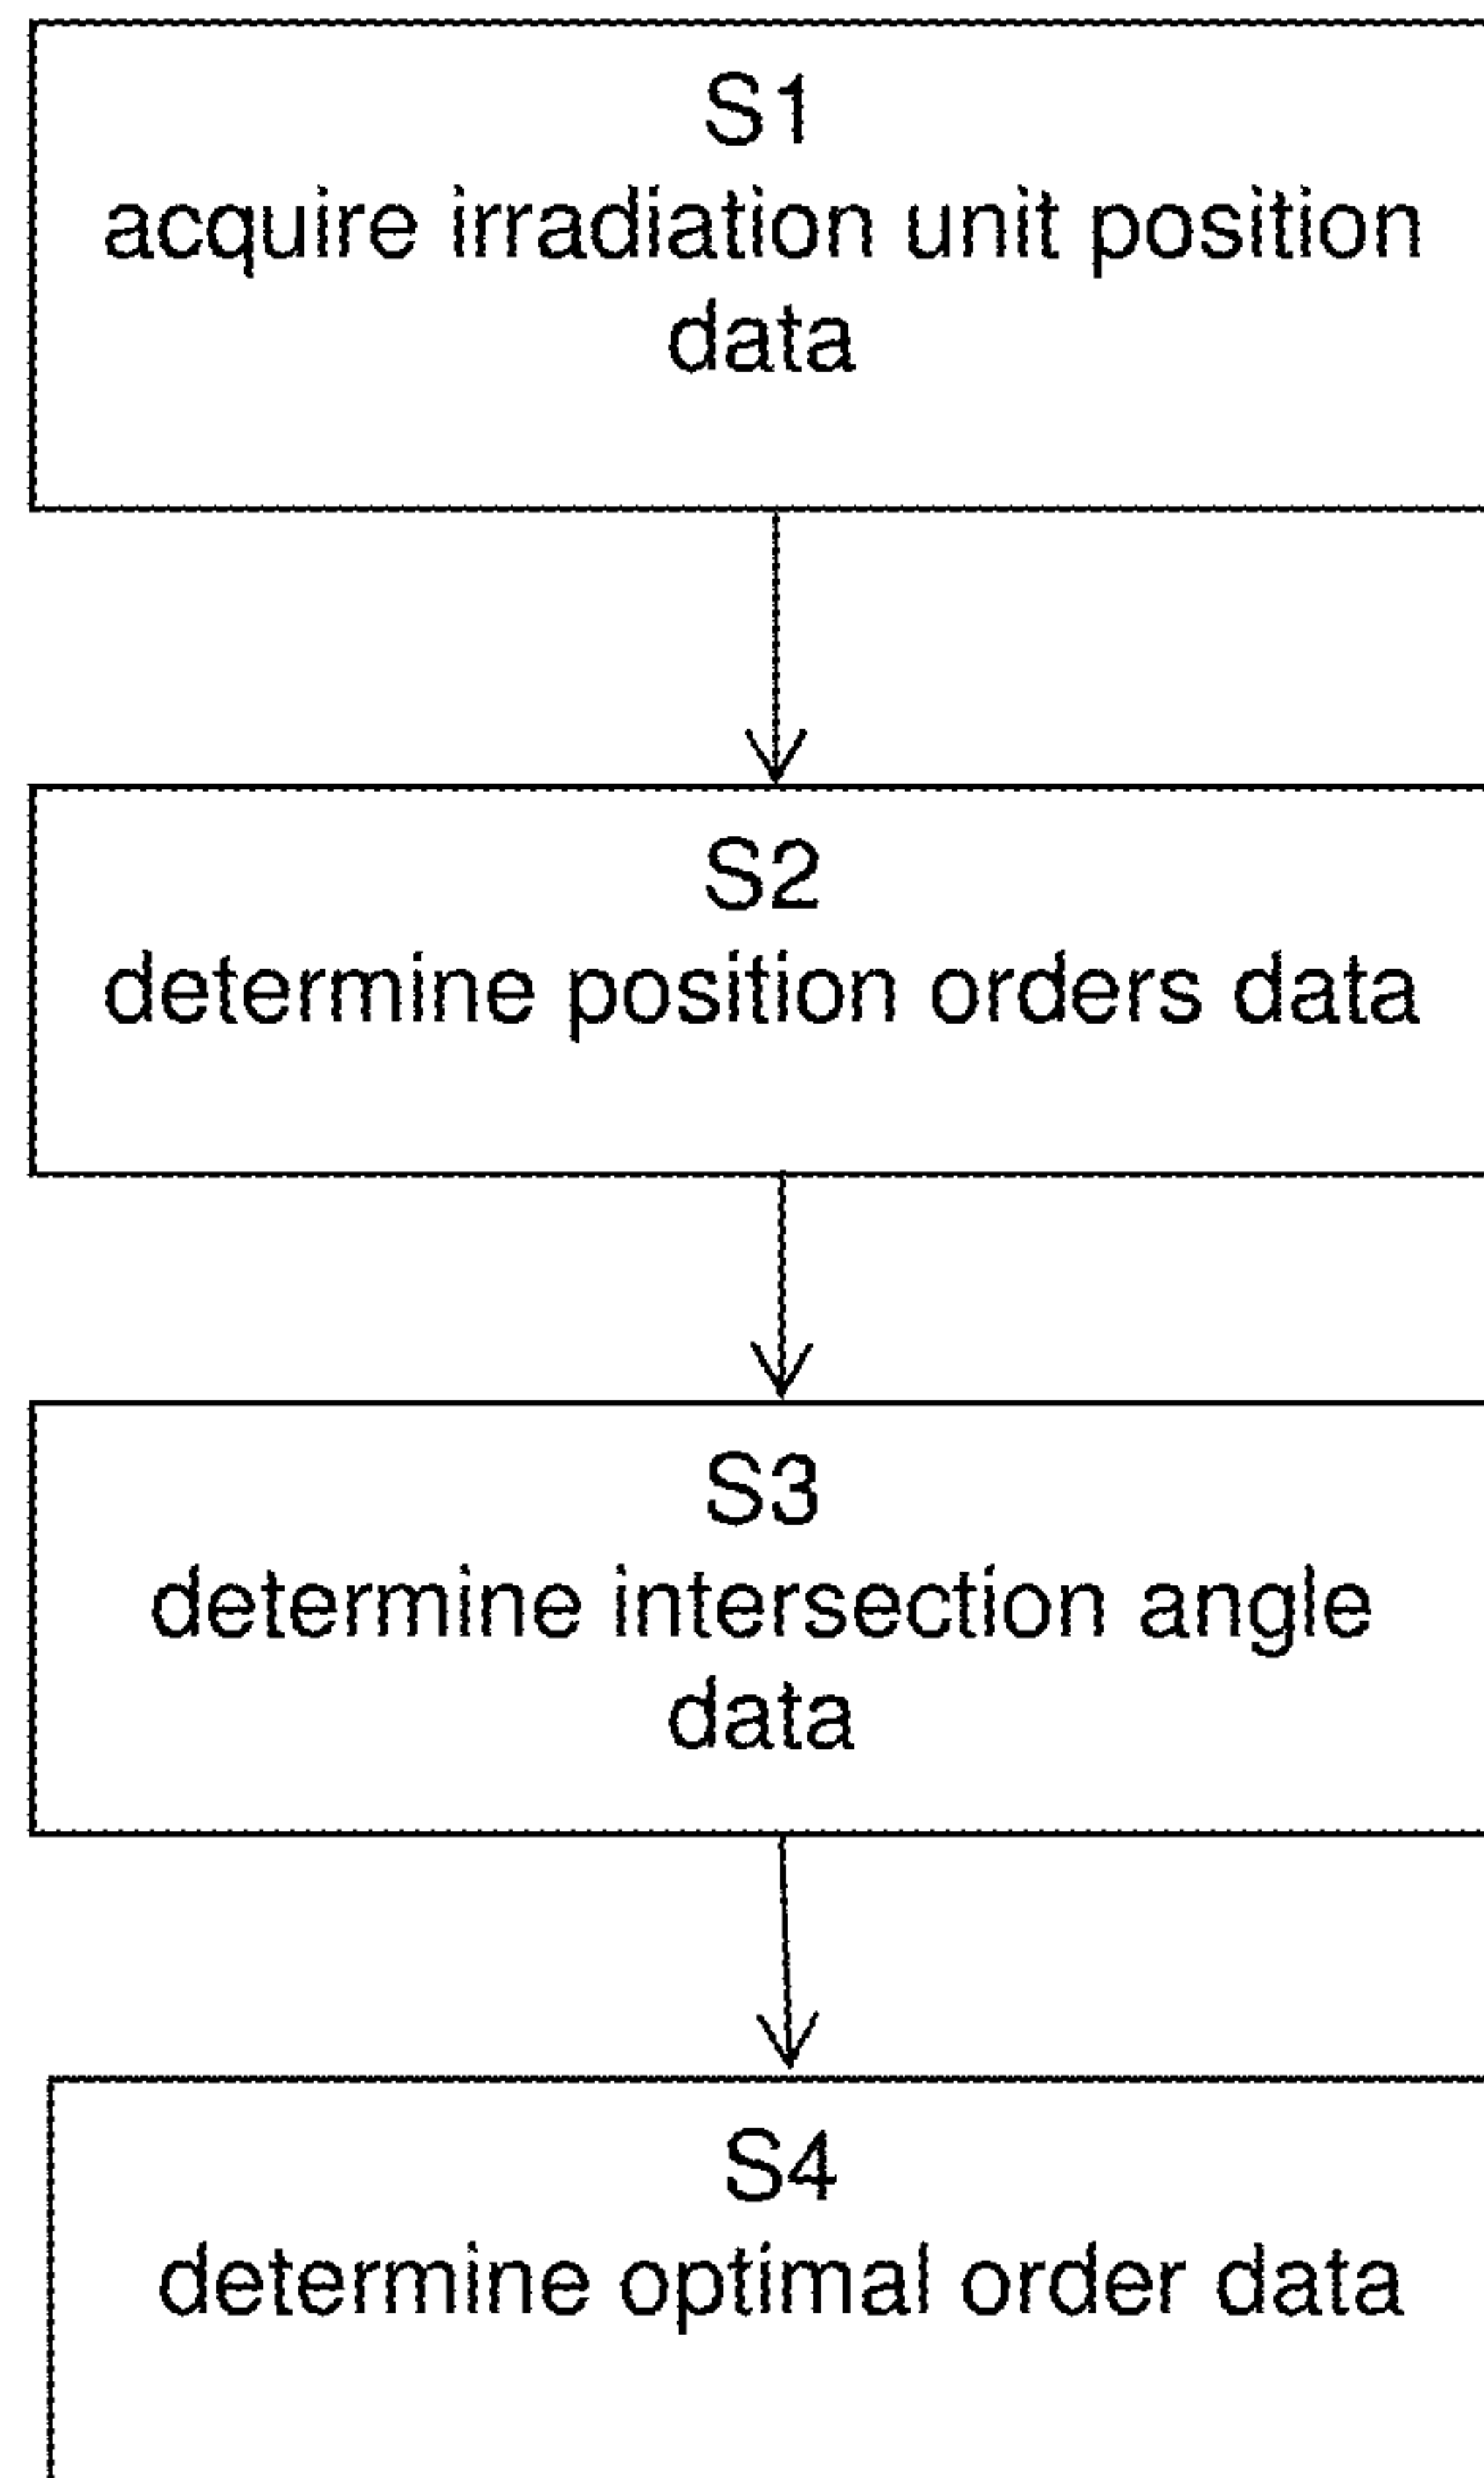 S1
acquire irradiation unit position
data
S2
determine position orders data
S3
determine intersection angle
data
S4
determine optimal order data